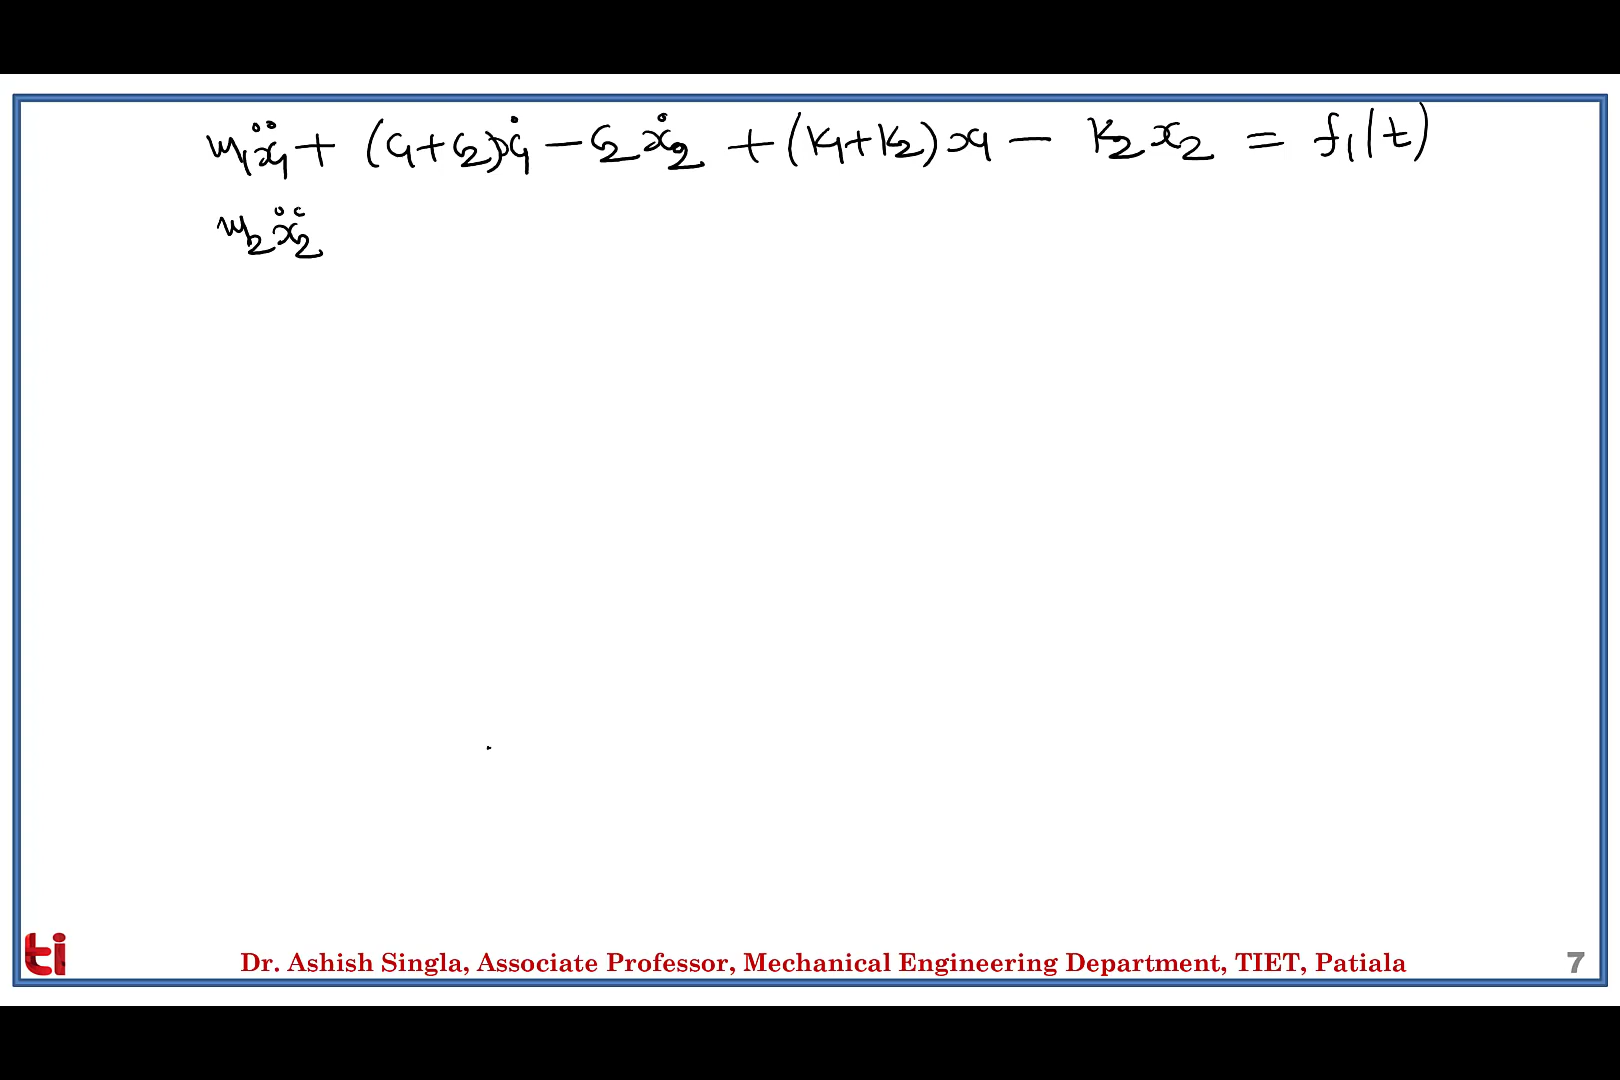 m₁ẍ₁ + (c₁+c₂)ẋ₁ − c₂ẋ₂ + (k₁+k₂)x₁ − k₂x₂ = f₁(t)
m₂ẍ₂
ti
Dr. Ashish Singla, Associate Professor, Mechanical Engineering Department, TIET, Patiala
7